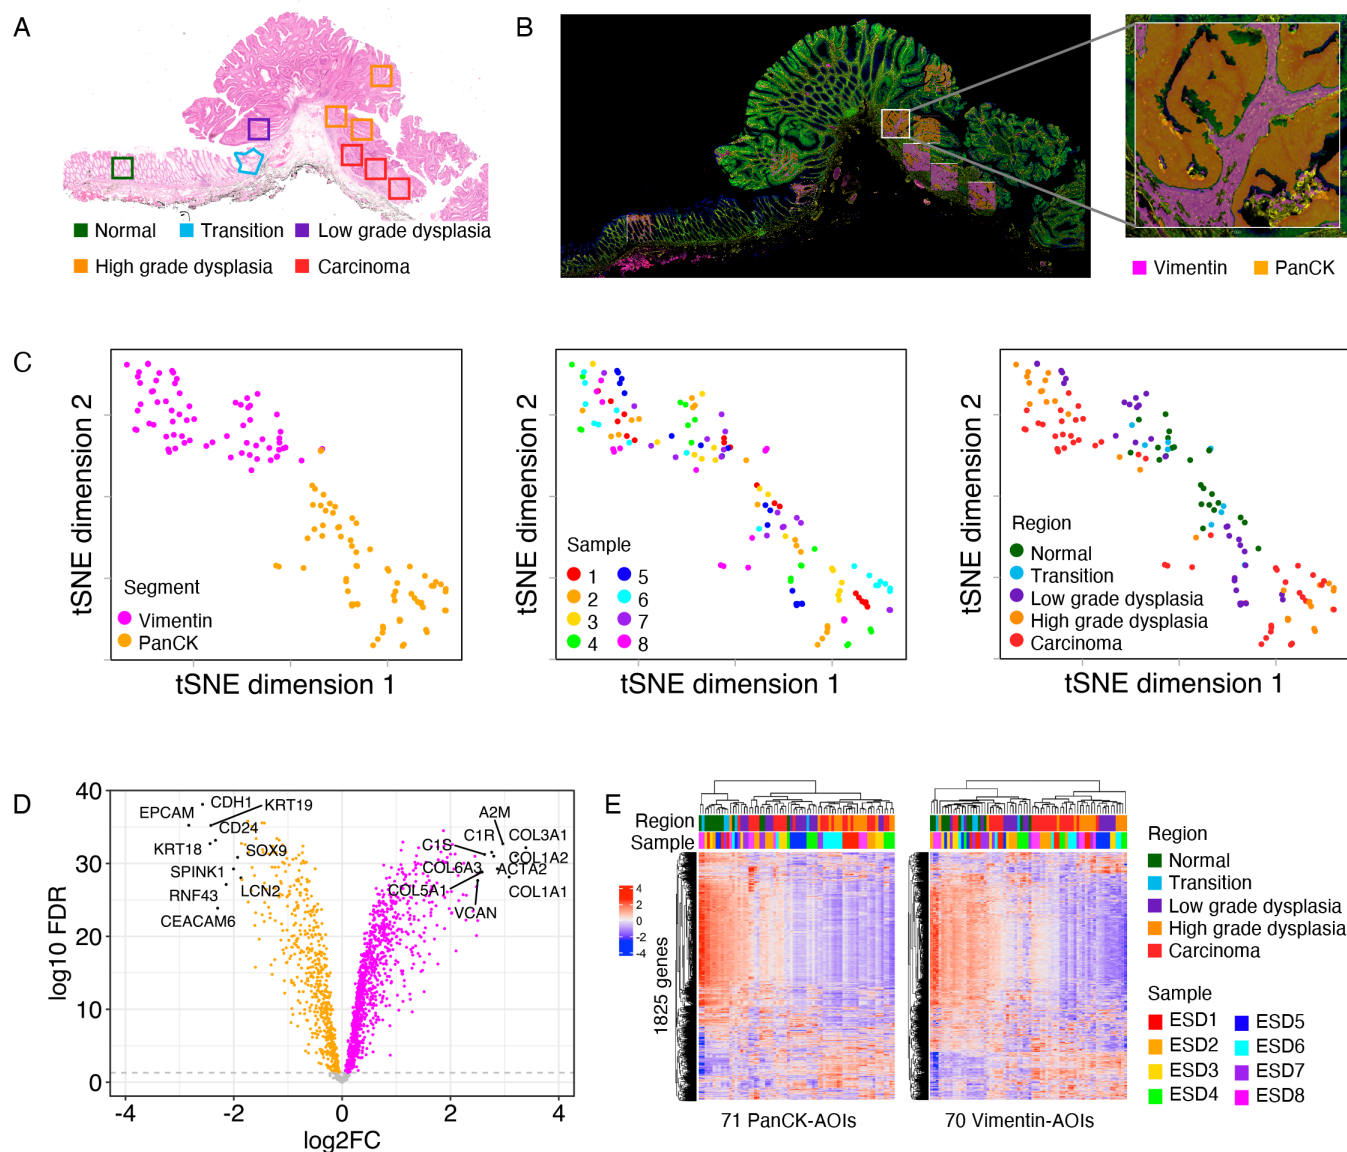 A
B
Normal
Transition
Low grade dysplasia
High grade dysplasia
Carcinoma
Vimentin
PanCK
C
tSNE dimension 2
Segment
Vimentin
PanCK
tSNE dimension 1
tSNE dimension 2
Sample
1
5
2
6
3
7
4
8
tSNE dimension 1
tSNE dimension 2
Region
Normal
Transition
Low grade dysplasia
High grade dysplasia
Carcinoma
tSNE dimension 1
D
log10 FDR
40
30
20
10
0
EPCAM
CDH1
KRT19
CD24
KRT18
SOX9
SPINK1
RNF43
LCN2
CEACAM6
A2M
C1R
COL3A1
C1S
COL1A2
COL6A3
ACTA2
COL5A1
COL1A1
VCAN
-4
-2
0
2
4
log2FC
E
Region
Sample
4
2
0
-2
-4
1825 genes
71 PanCK-AOIs
70 Vimentin-AOIs
Region
Normal
Transition
Low grade dysplasia
High grade dysplasia
Carcinoma
Sample
ESD1
ESD5
ESD2
ESD6
ESD3
ESD7
ESD4
ESD8